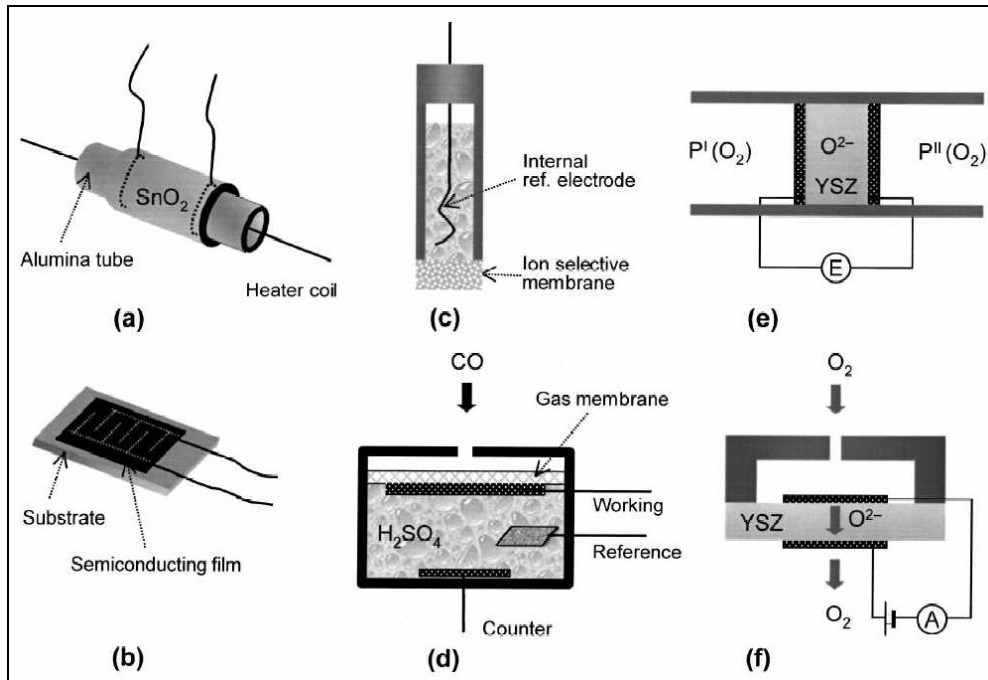 SnO₂
Alumina tube
Heater coil
(a)
Substrate
Semiconducting film
(b)
Internal
ref. electrode
Ion selective
membrane
(c)
CO
Gas membrane
Working
H₂SO₄
Reference
Counter
(d)
Pᴵ(O₂)
O²⁻
YSZ
Pᴵᴵ(O₂)
E
(e)
O₂
YSZ
O²⁻
O₂
A
(f)